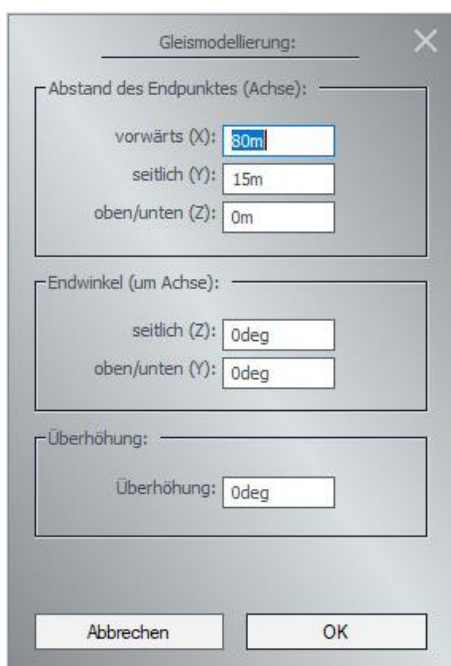 Gleismodellierung:
Abstand des Endpunktes (Achse):
vorwärts (X): 80m
seitlich (Y): 15m
oben/unten (Z): 0m
Endwinkel (um Achse):
seitlich (Z): 0deg
oben/unten (Y): 0deg
Überhöhung:
Überhöhung: 0deg
Abbrechen OK